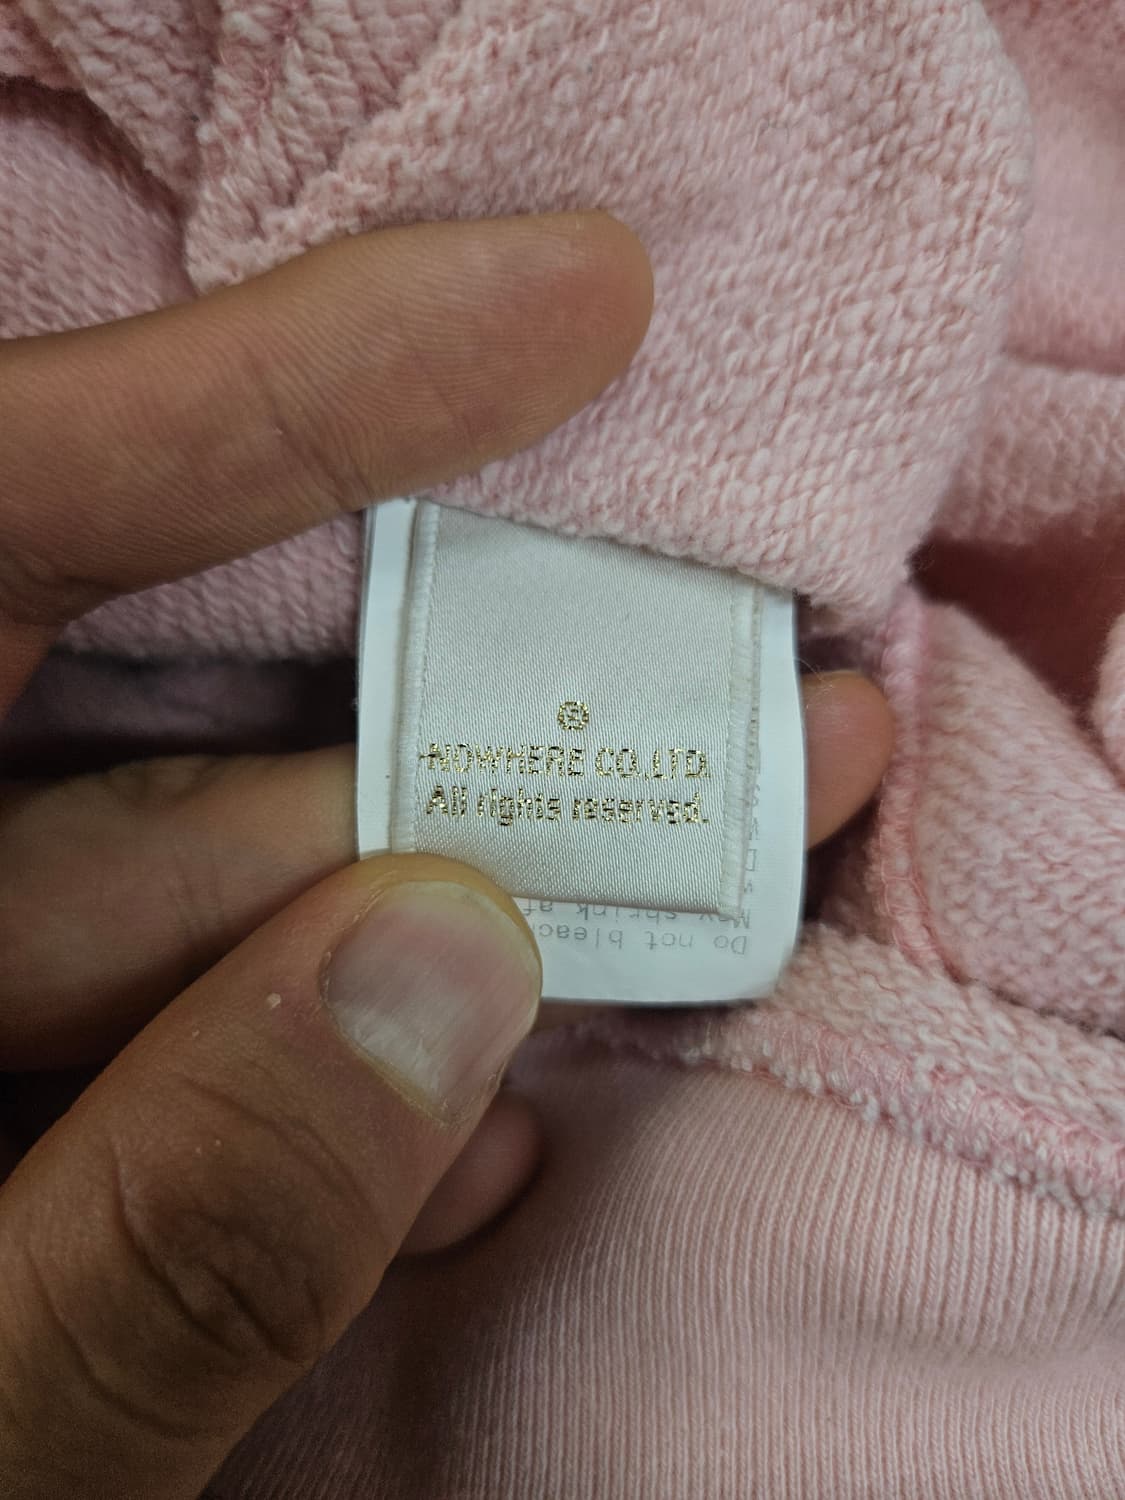 ®
NOWHERE CO.LTD.
All rights reserved.
May shrink
Do not bleac